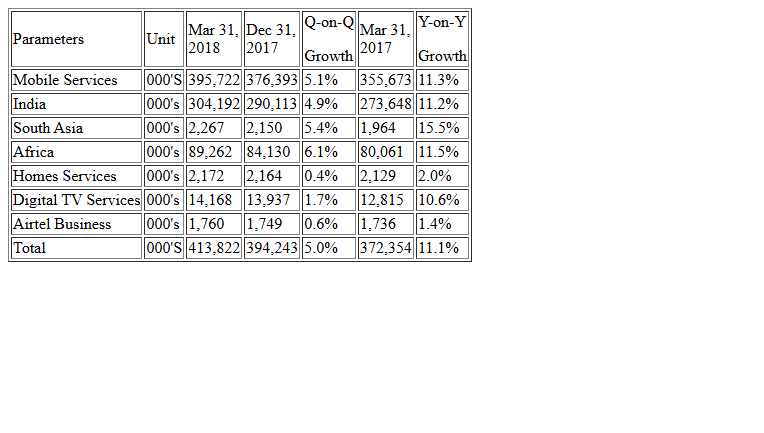 Parameters Unit Mar 31, 2018 Dec 31, 2017 Q-on-Q Growth Mar 31, 2017 Y-on-Y Growth
Mobile Services 000'S 395,722 376,393 5.1% 355,673 11.3%
India 000's 304,192 290,113 4.9% 273,648 11.2%
South Asia 000's 2,267 2,150 5.4% 1,964 15.5%
Africa 000's 89,262 84,130 6.1% 80,061 11.5%
Homes Services 000's 2,172 2,164 0.4% 2,129 2.0%
Digital TV Services 000's 14,168 13,937 1.7% 12,815 10.6%
Airtel Business 000's 1,760 1,749 0.6% 1,736 1.4%
Total 000'S 413,822 394,243 5.0% 372,354 11.1%